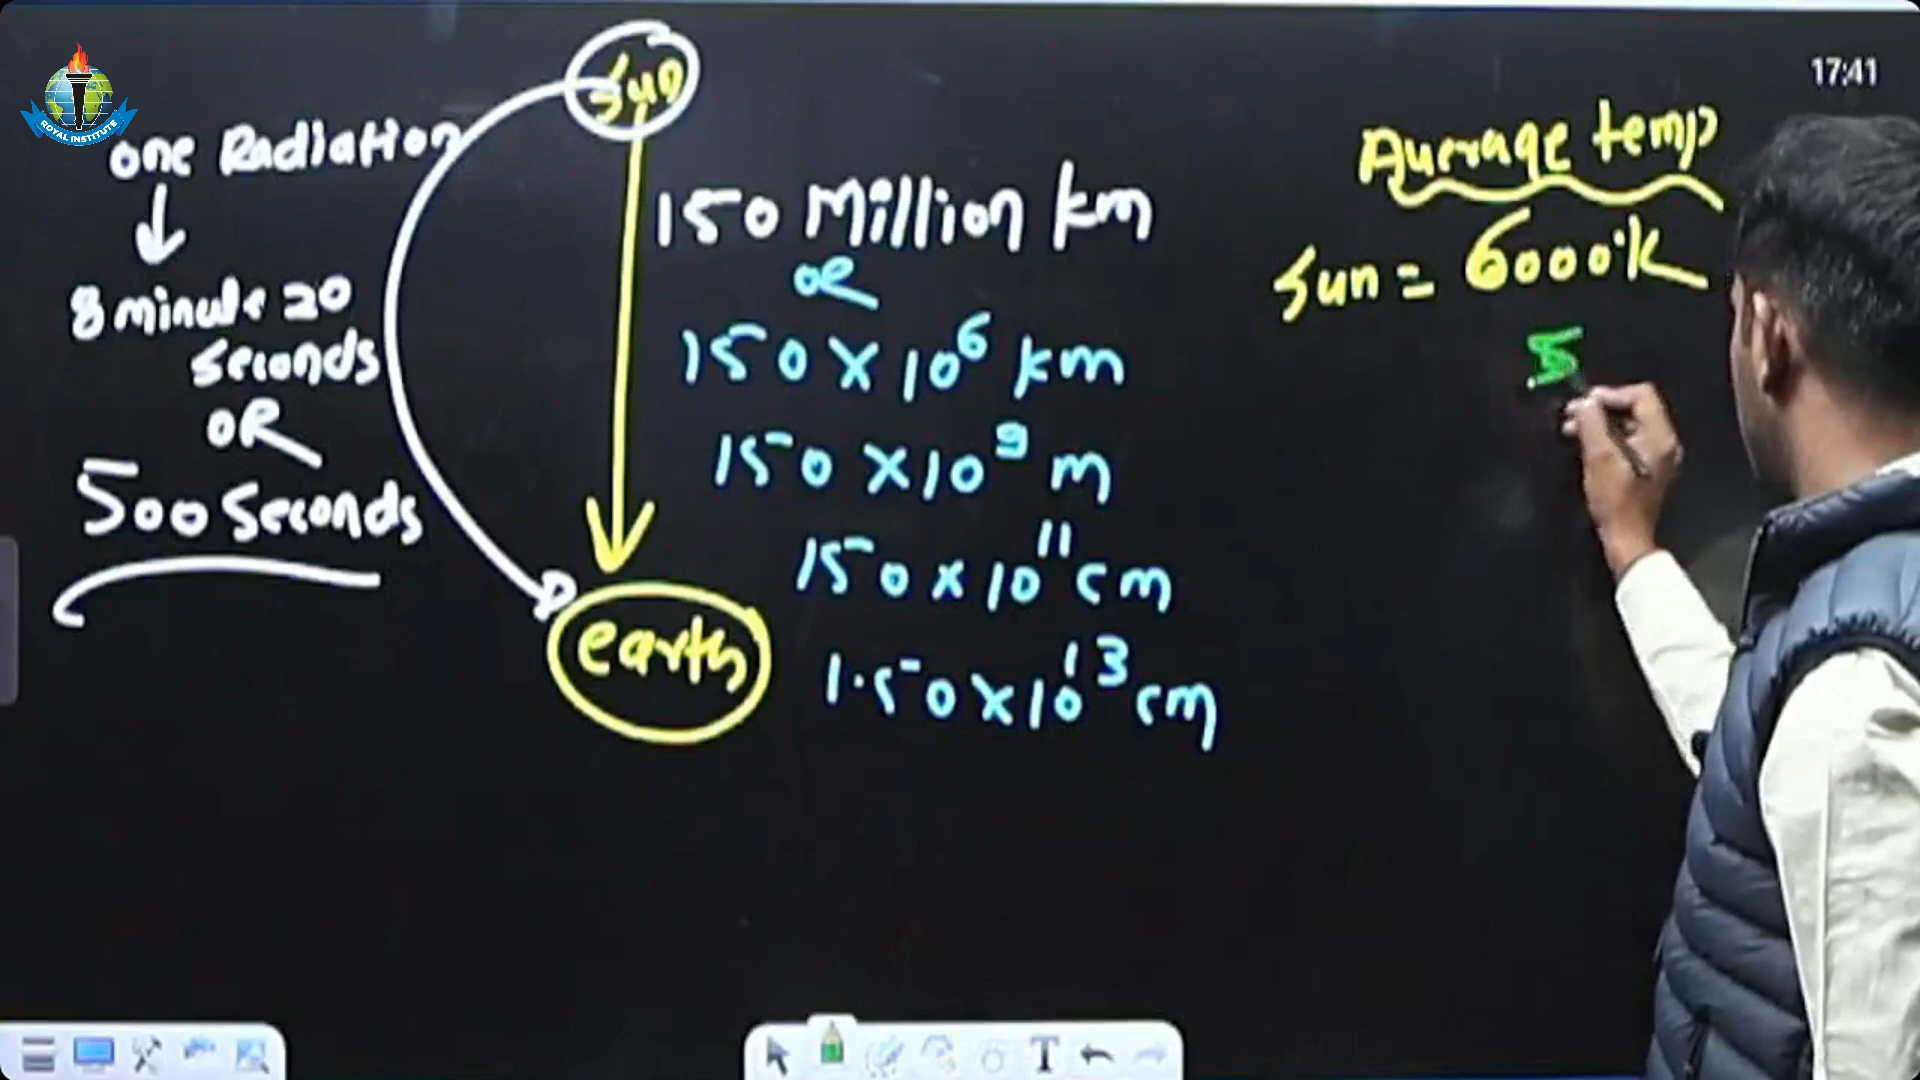 ROYAL INSTITUTE
17:41
one Radiation
8 minute 20
seconds
OR
500 Seconds
Sun
150 Million km
OR
150 x 10⁶ km
150 x 10⁹ m
150 x 10¹¹ cm
1.50 x 10¹³ cm
earth
Average temp
Sun = 6000°K
5
T